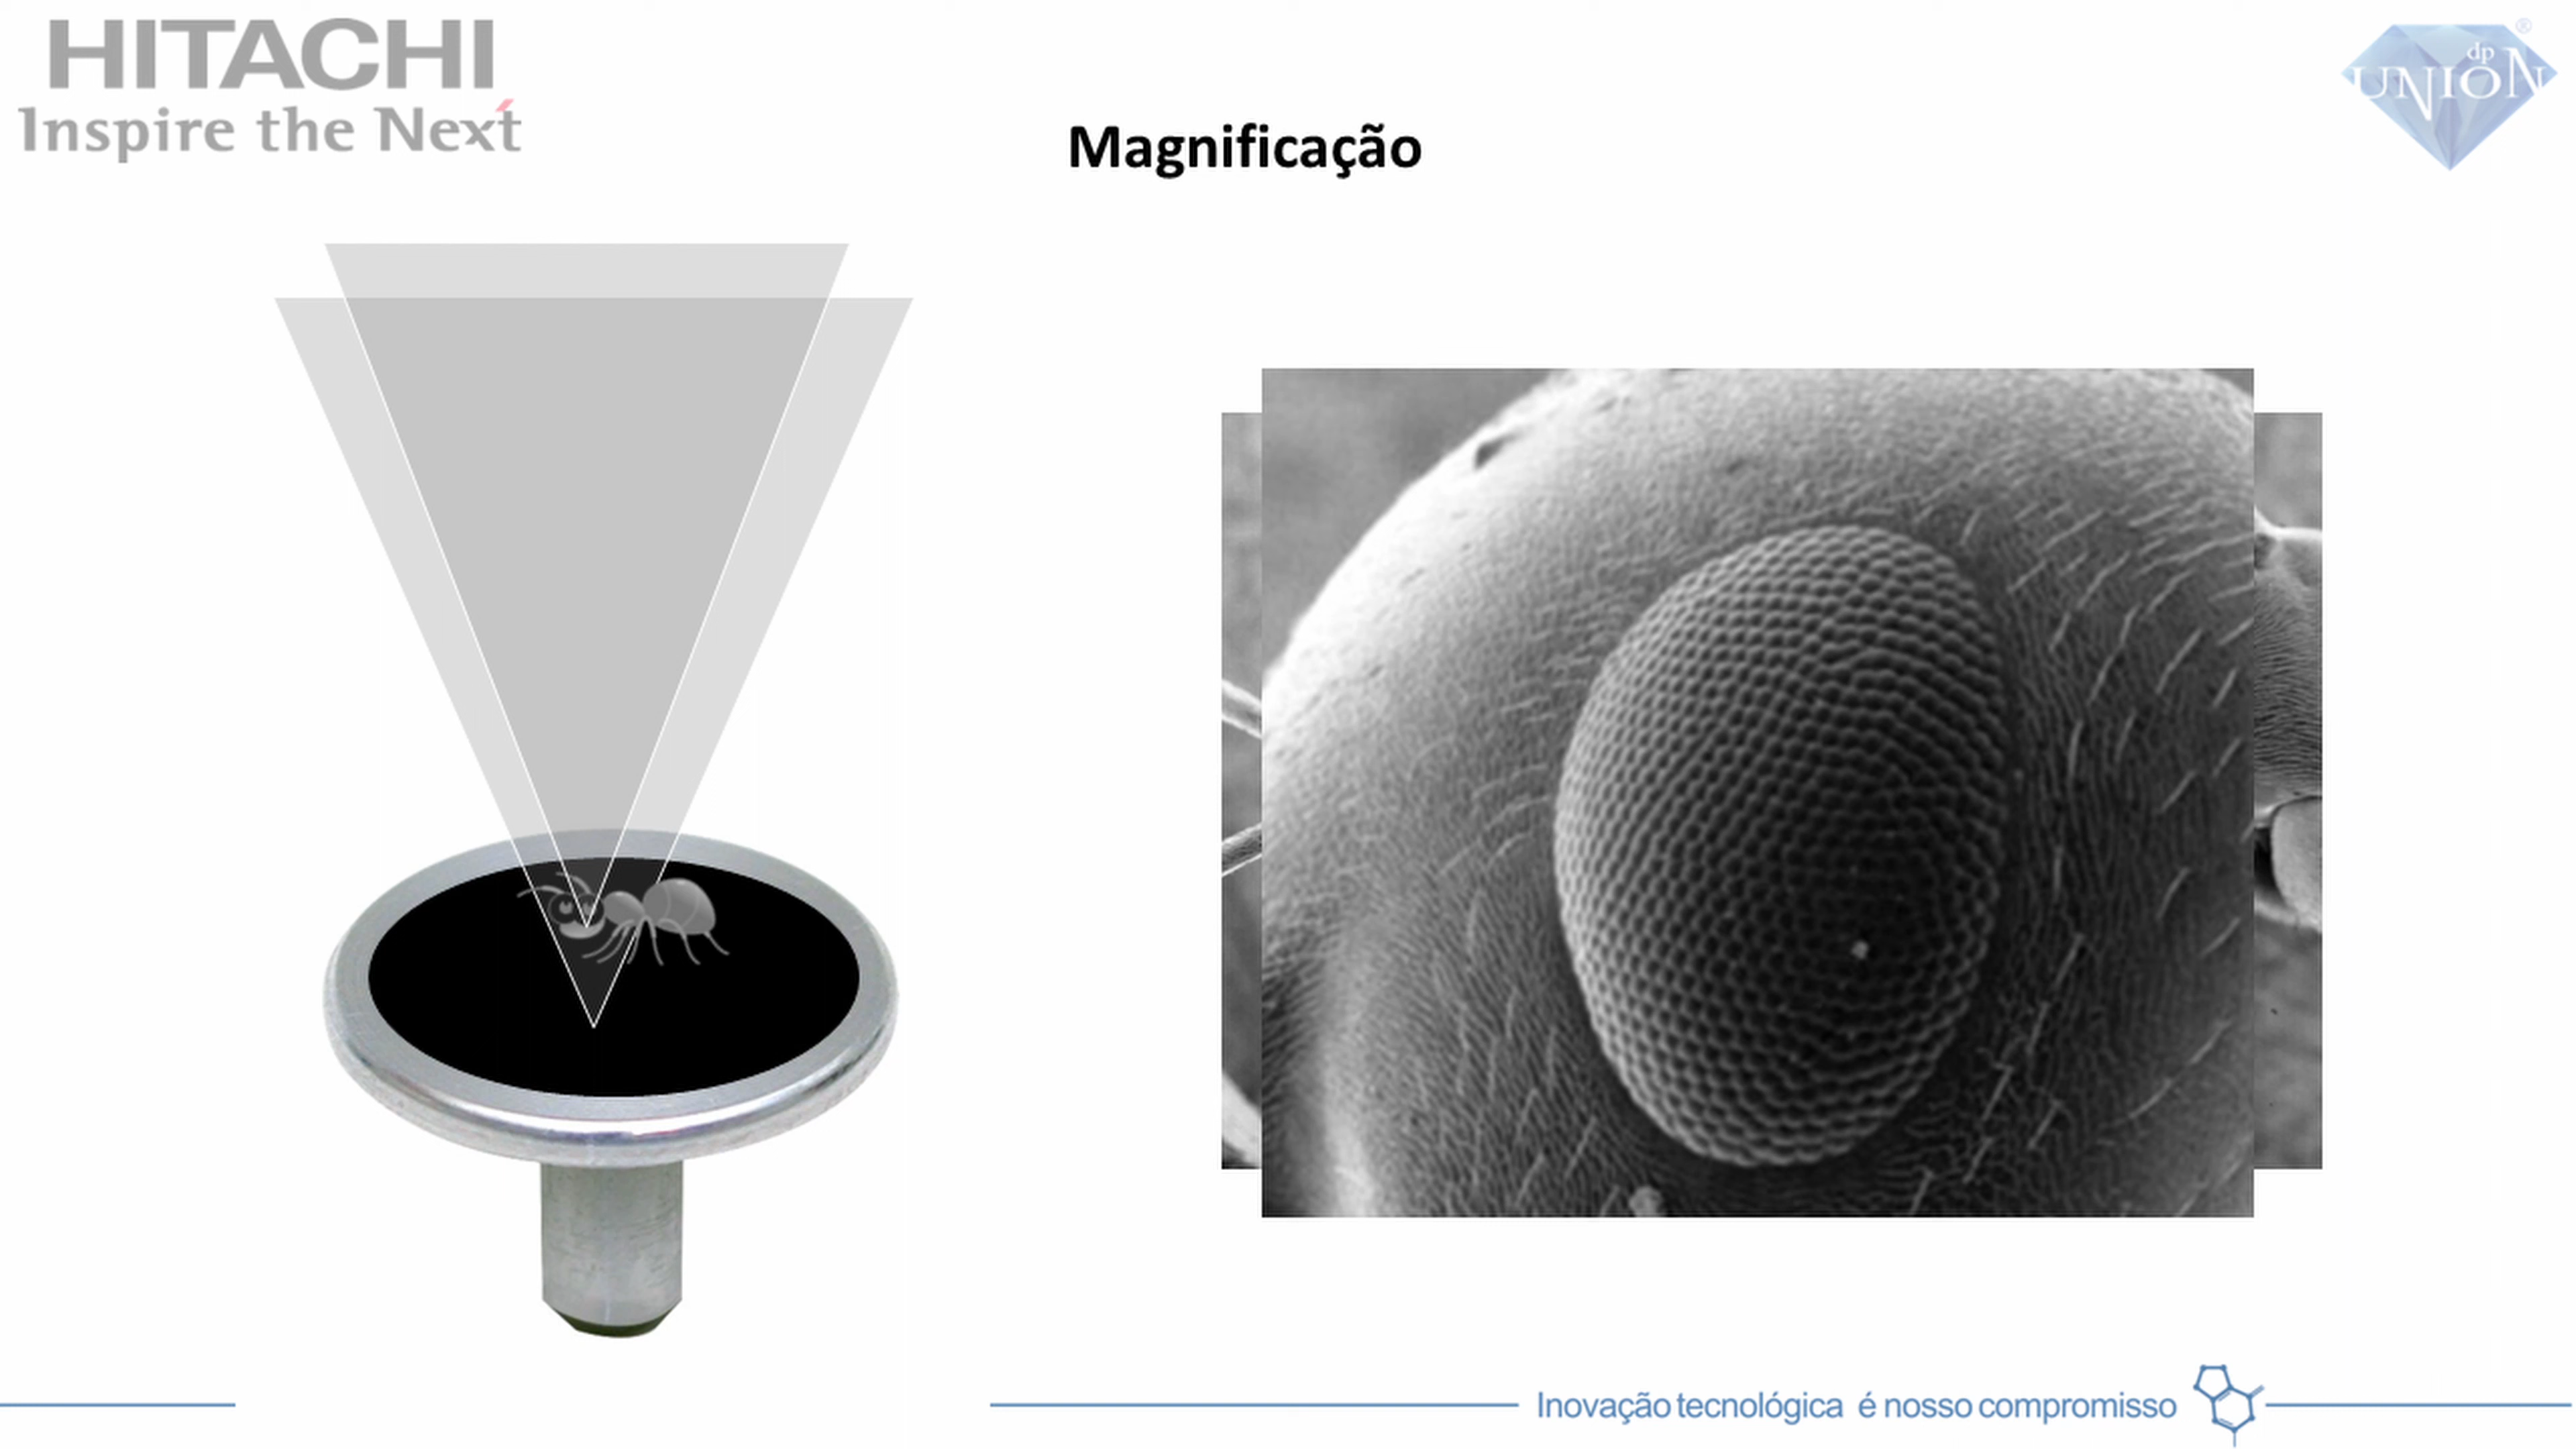 HITACHI
Inspire the Next
dp
UNION
®
Magnificação
Inovação tecnológica é nosso compromisso